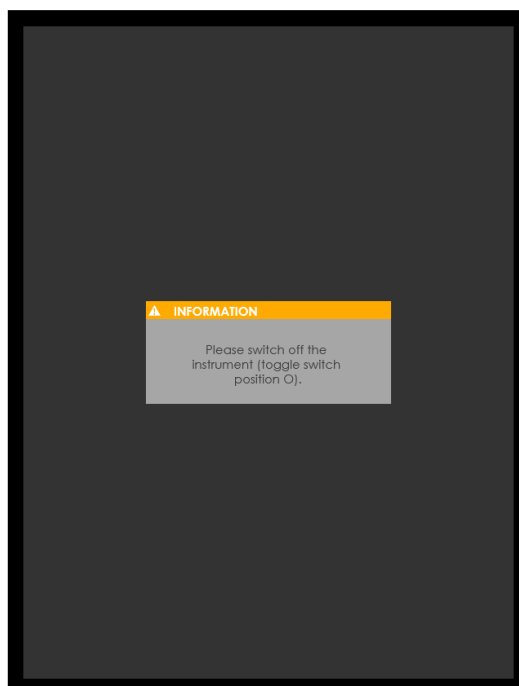 INFORMATION
Please switch off the
instrument (toggle switch
position O).